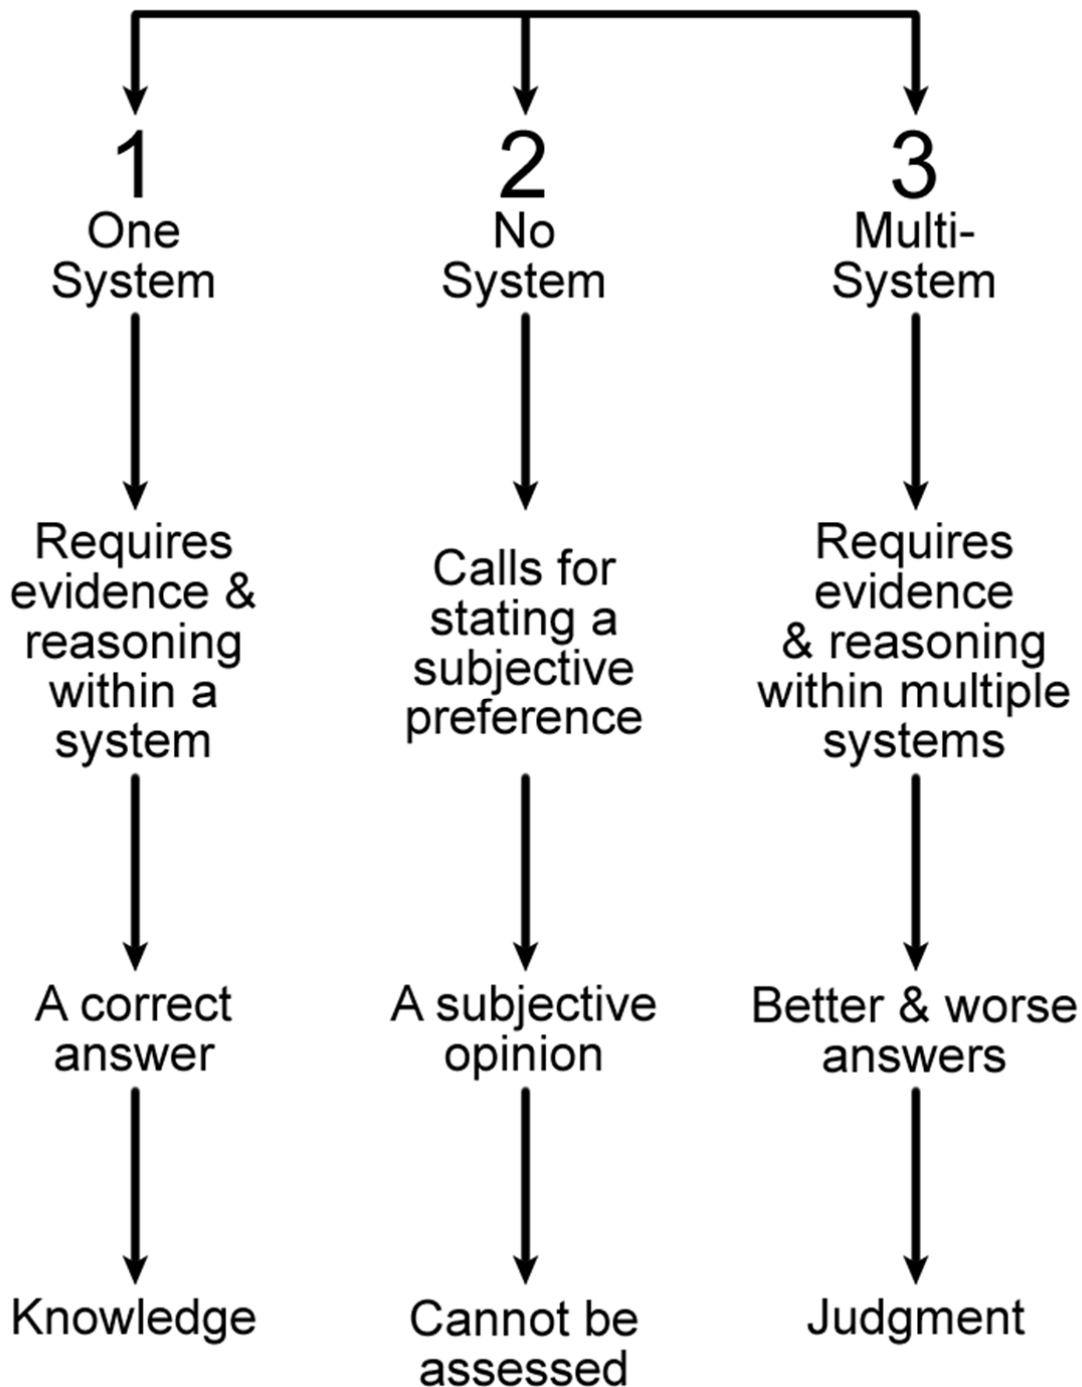 1
One
System
Requires
evidence &
reasoning
within a
system
A correct
answer
Knowledge
2
No
System
Calls for
stating a
subjective
preference
A subjective
opinion
Cannot be
assessed
3
Multi-
System
Requires
evidence
& reasoning
within multiple
systems
Better & worse
answers
Judgment